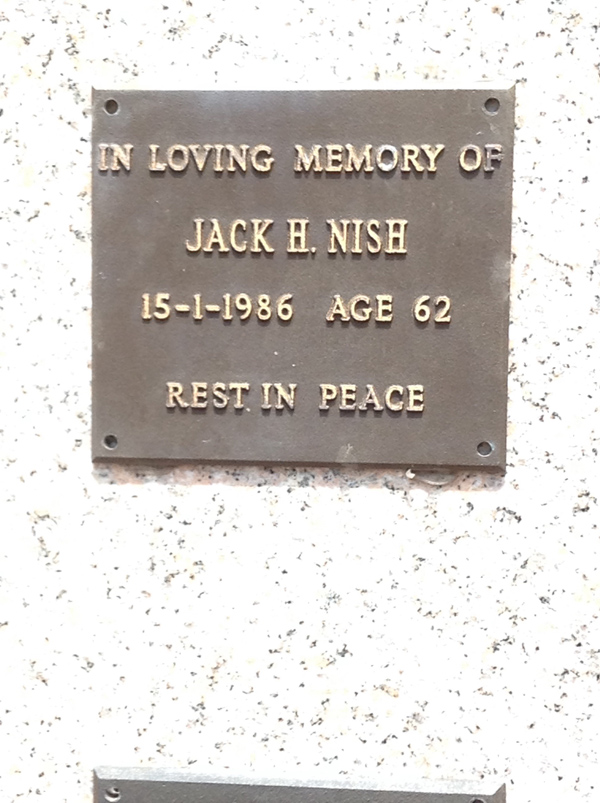 IN LOVING MEMORY OF
JACK H. NISH
15-1-1986 AGE 62
REST IN PEACE